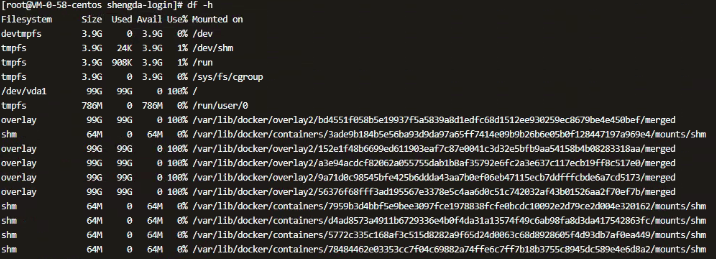 [root@VM-0-58-centos shengda-login]# df -h
Filesystem Size Used Avail Use% Mounted on
devtmpfs 3.9G 0 3.9G 0% /dev
tmpfs 3.9G 24K 3.9G 1% /dev/shm
tmpfs 3.9G 908K 3.9G 1% /run
tmpfs 3.9G 0 3.9G 0% /sys/fs/cgroup
/dev/vda1 99G 99G 0 100% /
tmpfs 786M 0 786M 0% /run/user/0
overlay 99G 99G 0 100% /var/lib/docker/overlay2/bd4551f058b5e19937f5a5839a8d1edfc68d1512ee930259ec8679be4e450bef/merged
shm 64M 0 64M 0% /var/lib/docker/containers/3ade9b184b5e56ba93d9da97a65ff7414e09b9b26b6e05b0f128447197a969e4/mounts/shm
overlay 99G 99G 0 100% /var/lib/docker/overlay2/152e1f48b6699ed611903eaf7c87e0041c3d32e5bfb9aa54158b4b08283318aa/merged
overlay 99G 99G 0 100% /var/lib/docker/overlay2/a3e94acdcf82062a055755dab1b8af35792e6fc2a3e637c117ecb19ff8c517e0/merged
overlay 99G 99G 0 100% /var/lib/docker/overlay2/9a71d0c98545bfe425b6ddda43aa7b0ef06eb47115ecb7ddfffcbde6a7cd5173/merged
overlay 99G 99G 0 100% /var/lib/docker/overlay2/56376f68fff3ad195567e3378e5c4aa6d0c51c742032af43b01526aa2f70ef7b/merged
shm 64M 0 64M 0% /var/lib/docker/containers/7959b3d4bbf5e9bee3097fce1978830fcfe0bcdc10092e2d79ce2d004e320162/mounts/shm
shm 64M 0 64M 0% /var/lib/docker/containers/d4ad8573a4911b6729336e4b0f4da31a13574f49c6ab98fa8d3da417542863fc/mounts/shm
shm 64M 0 64M 0% /var/lib/docker/containers/5772c335c168af3c515d8282a9f65d24d0063c68d8928605f4d93db7af0ea449/mounts/shm
shm 64M 0 64M 0% /var/lib/docker/containers/78484462e03353cc7f04c69882a74ffe6c7ff7b18b3755c8945dc589e4e6d8a2/mounts/shm